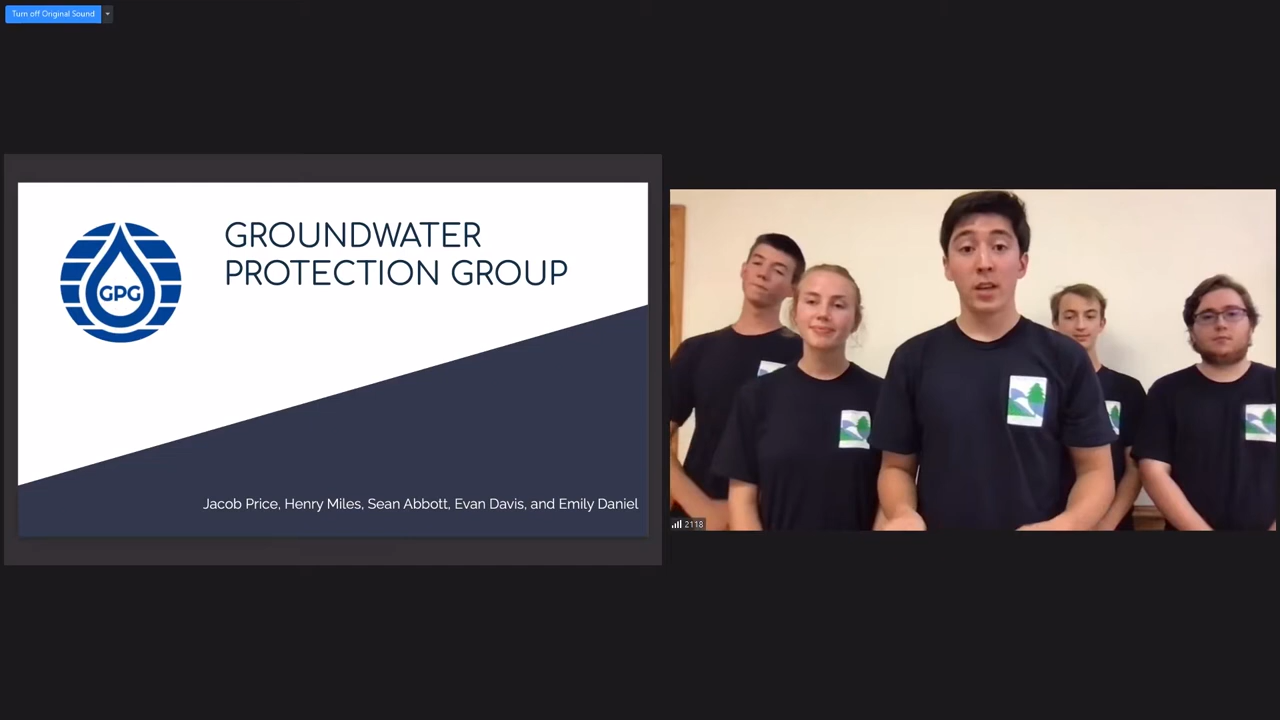 Turn off Original Sound
GROUNDWATER
PROTECTION GROUP
GPG
Jacob Price, Henry Miles, Sean Abbott, Evan Davis, and Emily Daniel
2118